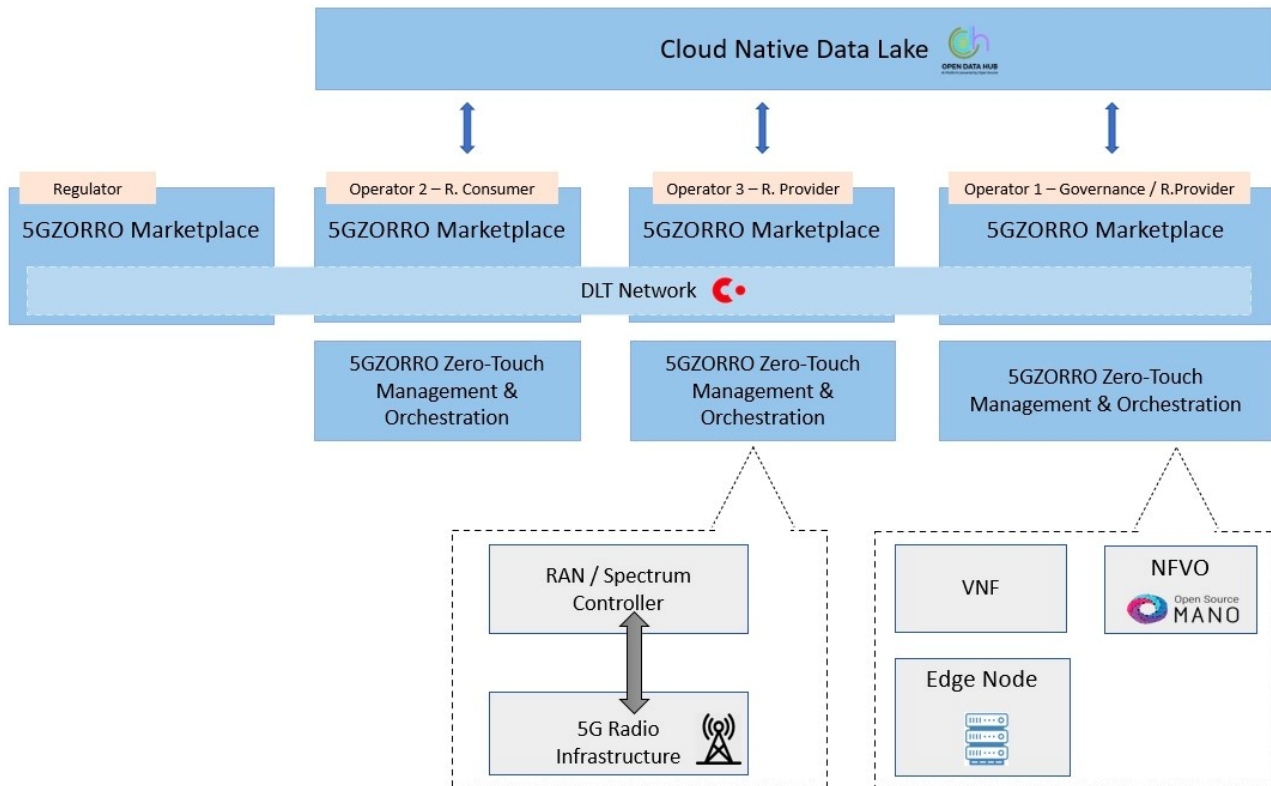 Cloud Native Data Lake
OPEN DATA HUB
Regulator
5GZORRO Marketplace
Operator 2 – R. Consumer
5GZORRO Marketplace
Operator 3 – R. Provider
5GZORRO Marketplace
Operator 1 – Governance / R.Provider
5GZORRO Marketplace
DLT Network
5GZORRO Zero-Touch
Management &
Orchestration
5GZORRO Zero-Touch
Management &
Orchestration
5GZORRO Zero-Touch
Management & Orchestration
RAN / Spectrum
Controller
5G Radio
Infrastructure
VNF
NFVO
Open Source
MANO
Edge Node